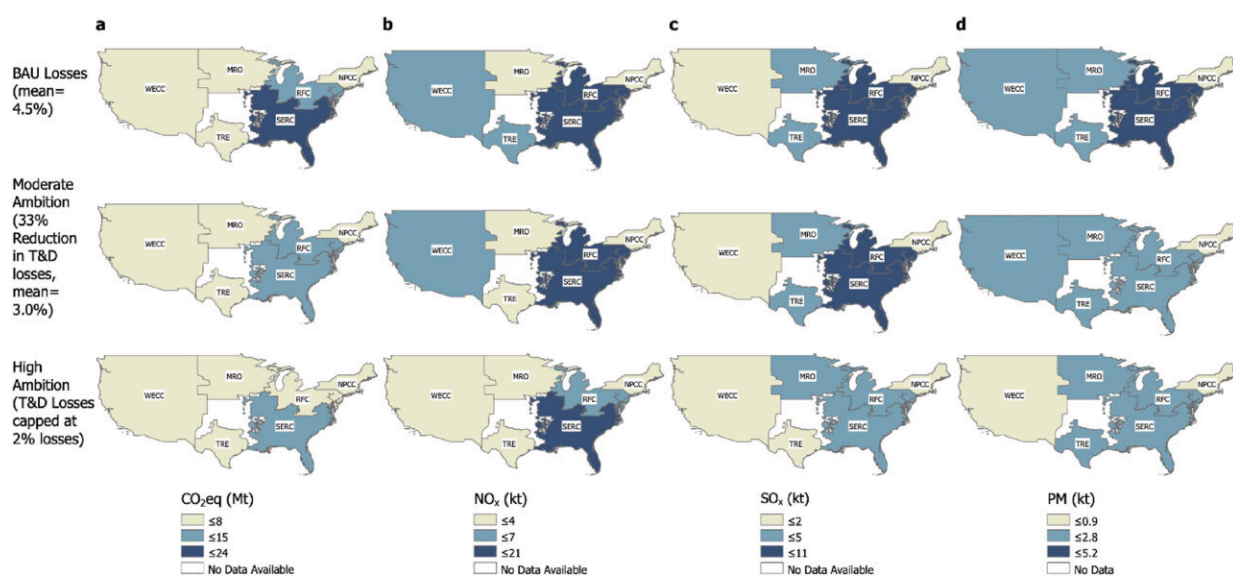 a b c d
BAU Losses
(mean=
4.5%)
WECC MRO NPCC RFC SERC TRE
WECC MRO NPCC RFC SERC TRE
WECC MRO NPCC RFC SERC TRE
WECC MRO NPCC RFC SERC TRE
Moderate
Ambition
(33%
Reduction
in T&D
losses,
mean=
3.0%)
WECC MRO NPCC RFC SERC TRE
WECC MRO NPCC RFC SERC TRE
WECC MRO NPCC RFC SERC TRE
WECC MRO NPCC RFC SERC TRE
High
Ambition
(T&D Losses
capped at
2% losses)
WECC MRO NPCC RFC SERC TRE
WECC MRO NPCC RFC SERC TRE
WECC MRO NPCC RFC SERC TRE
WECC MRO NPCC RFC SERC TRE
CO₂eq (Mt)
≤8
≤15
≤24
No Data Available
NOₓ (kt)
≤4
≤7
≤21
No Data Available
SOₓ (kt)
≤2
≤5
≤11
No Data Available
PM (kt)
≤0.9
≤2.8
≤5.2
No Data